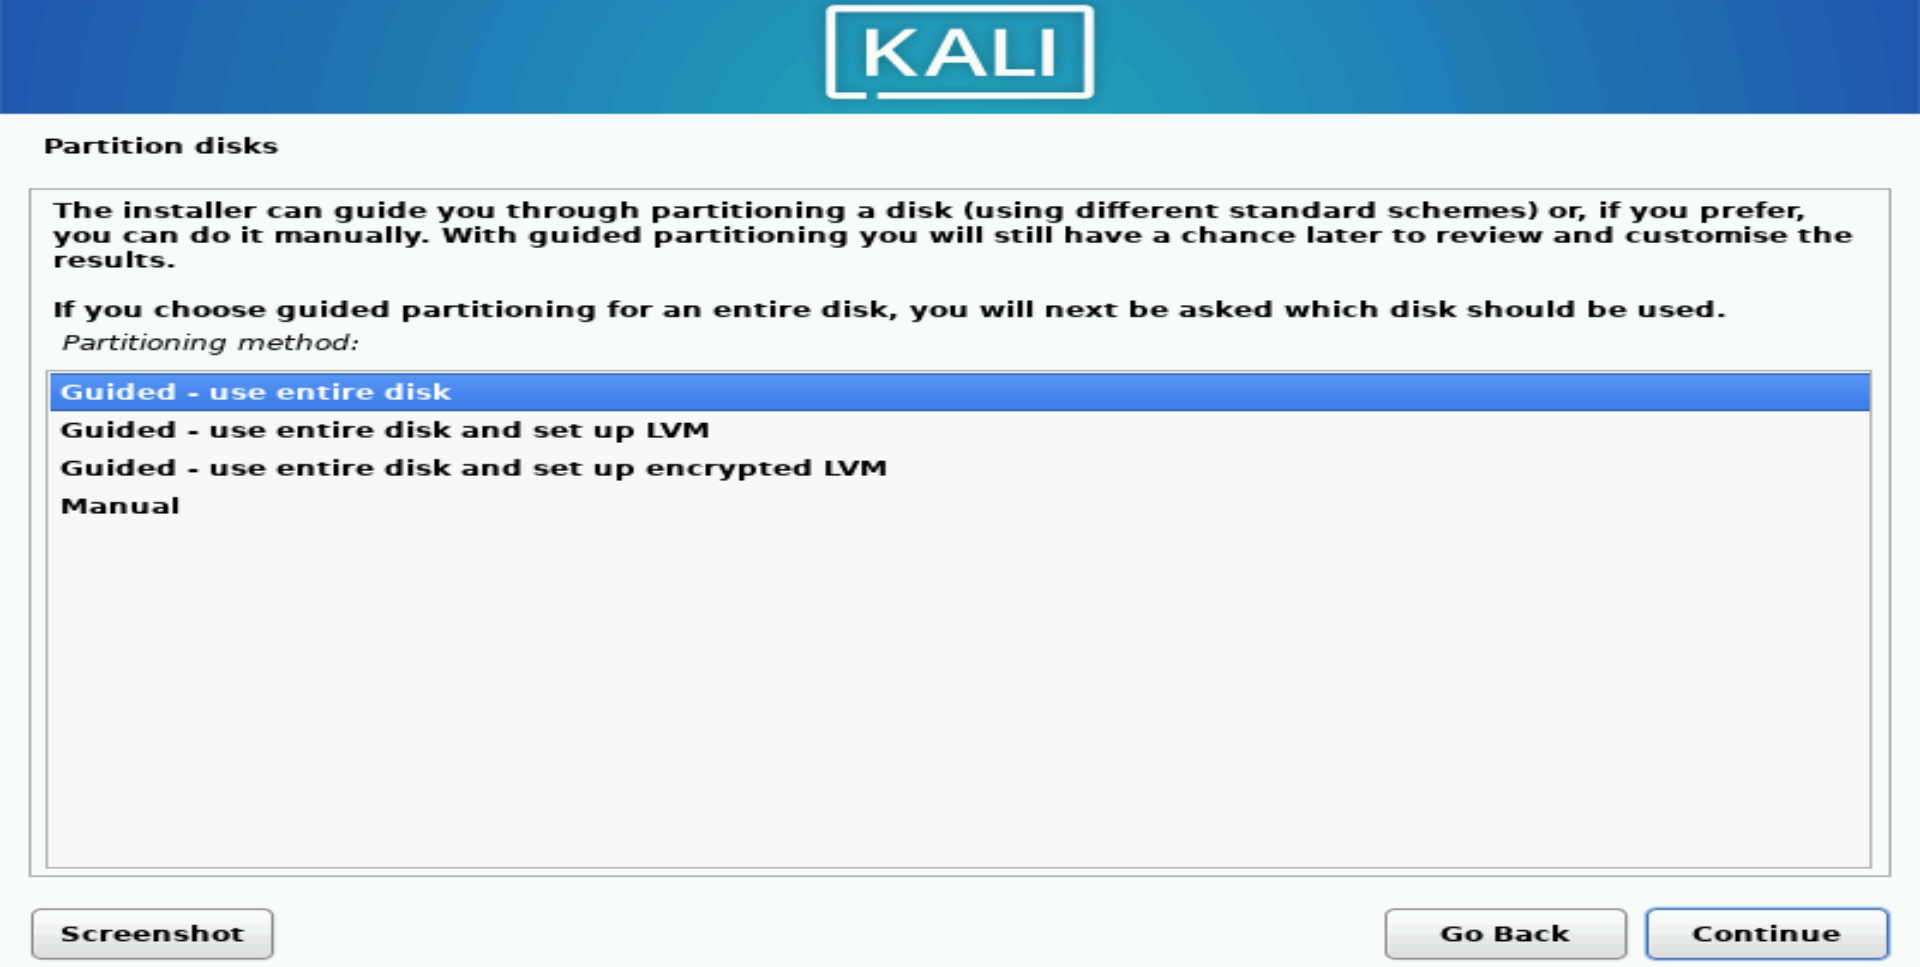 KALI
Partition disks
The installer can guide you through partitioning a disk (using different standard schemes) or, if you prefer,
you can do it manually. With guided partitioning you will still have a chance later to review and customise the
results.
If you choose guided partitioning for an entire disk, you will next be asked which disk should be used.
Partitioning method:
Guided - use entire disk
Guided - use entire disk and set up LVM
Guided - use entire disk and set up encrypted LVM
Manual
Screenshot
Go Back
Continue